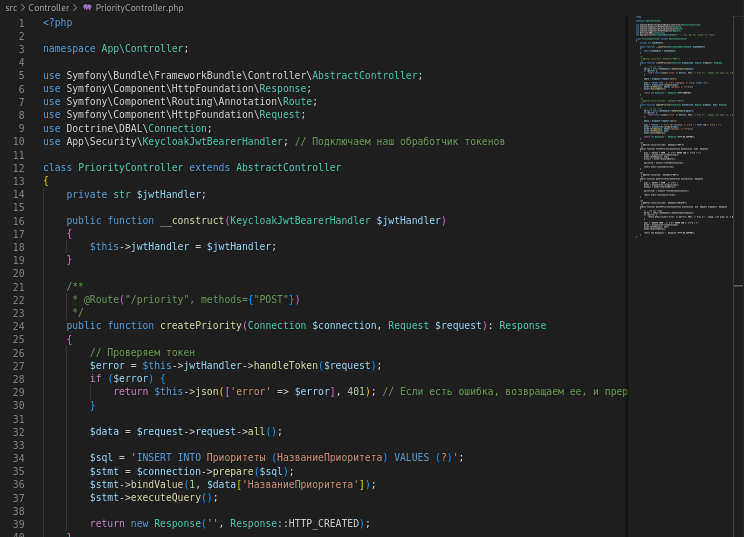 src > Controller > PriorityController.php
1 <?php
2
3 namespace App\Controller;
4
5 use Symfony\Bundle\FrameworkBundle\Controller\AbstractController;
6 use Symfony\Component\HttpFoundation\Response;
7 use Symfony\Component\Routing\Annotation\Route;
8 use Symfony\Component\HttpFoundation\Request;
9 use Doctrine\DBAL\Connection;
10 use App\Security\KeycloakJwtBearerHandler; // Подключаем наш обработчик токенов
11
12 class PriorityController extends AbstractController
13 {
14     private str $jwtHandler;
15
16     public function __construct(KeycloakJwtBearerHandler $jwtHandler)
17     {
18         $this->jwtHandler = $jwtHandler;
19     }
20
21     /**
22      * @Route("/priority", methods={"POST"})
23      */
24     public function createPriority(Connection $connection, Request $request): Response
25     {
26         // Проверяем токен
27         $error = $this->jwtHandler->handleToken($request);
28         if ($error) {
29             return $this->json(['error' => $error], 401); // Если есть ошибка, возвращаем ее, и прер
30         }
31
32         $data = $request->request->all();
33
34         $sql = 'INSERT INTO Приоритеты (НазваниеПриоритета) VALUES (?)';
35         $stmt = $connection->prepare($sql);
36         $stmt->bindValue(1, $data['НазваниеПриоритета']);
37         $stmt->executeQuery();
38
39         return new Response('', Response::HTTP_CREATED);
40     }